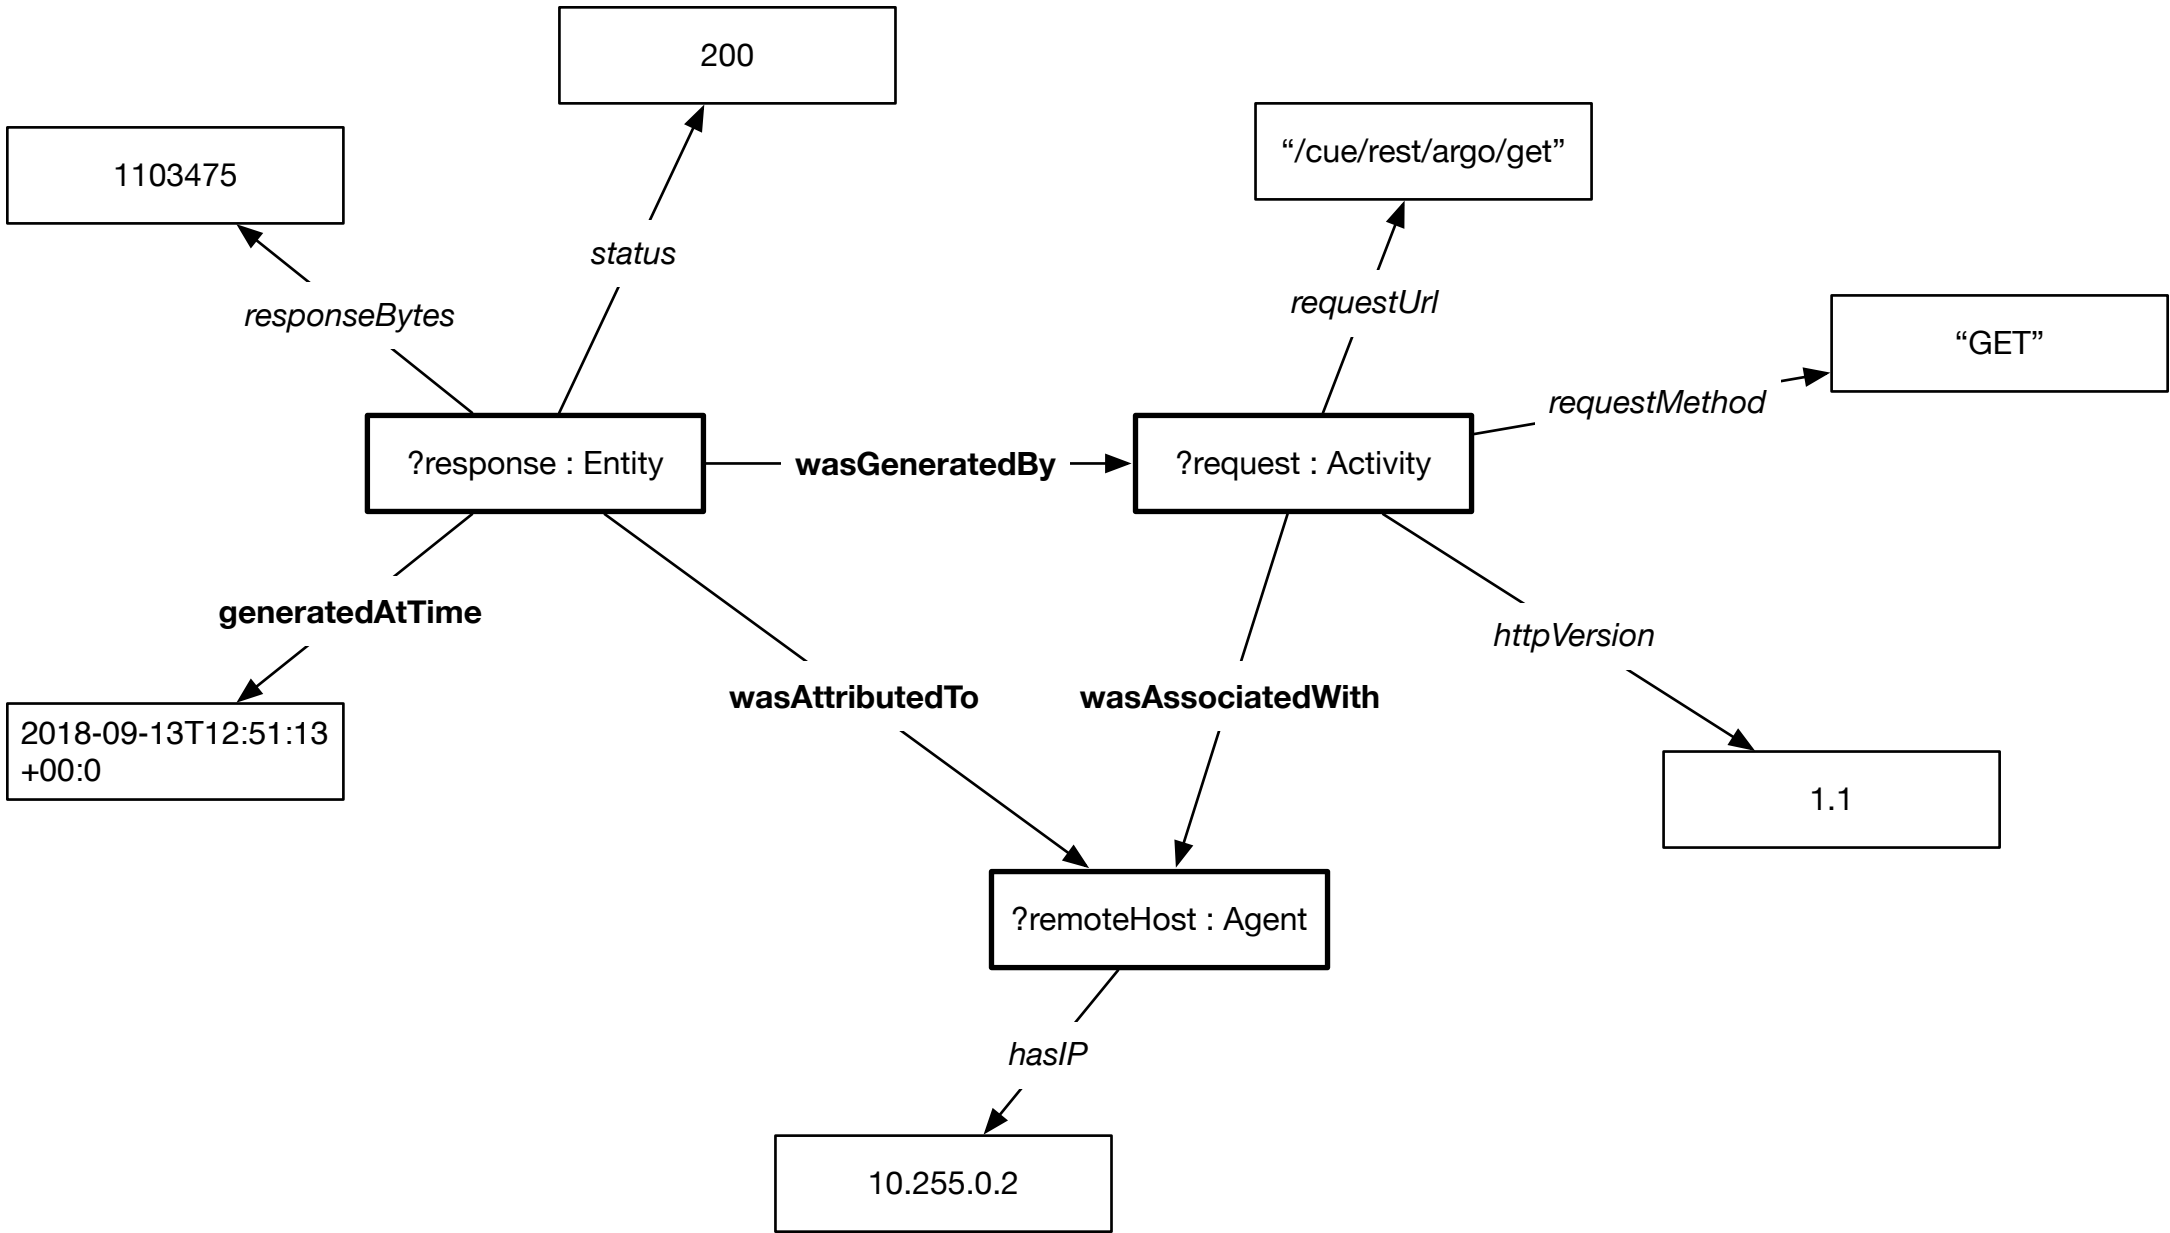 200
“/cue/rest/argo/get”
1103475
status
requestUrl
responseBytes
“GET”
requestMethod
?response : Entity
wasGeneratedBy
?request : Activity
generatedAtTime
httpVersion
wasAttributedTo
wasAssociatedWith
2018-09-13T12:51:13
+00:0
1.1
?remoteHost : Agent
hasIP
10.255.0.2